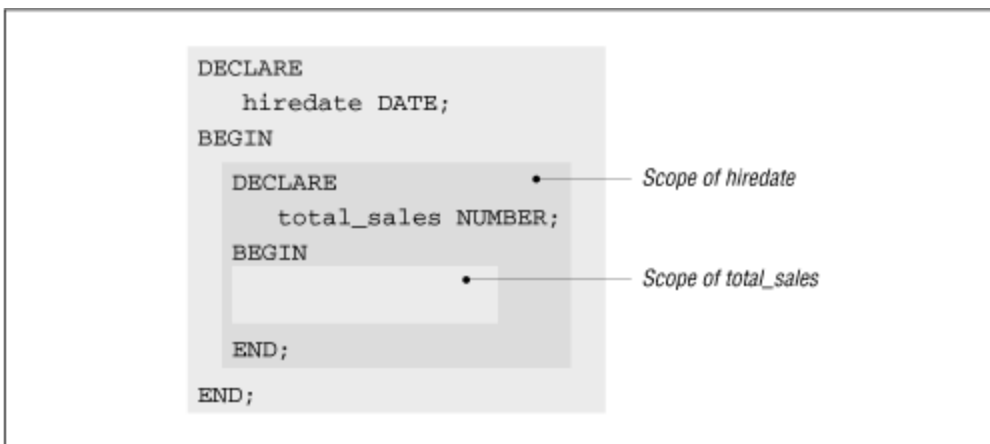 DECLARE
hiredate DATE;
BEGIN
DECLARE
Scope of hiredate
total_sales NUMBER;
BEGIN
Scope of total_sales
END;
END;